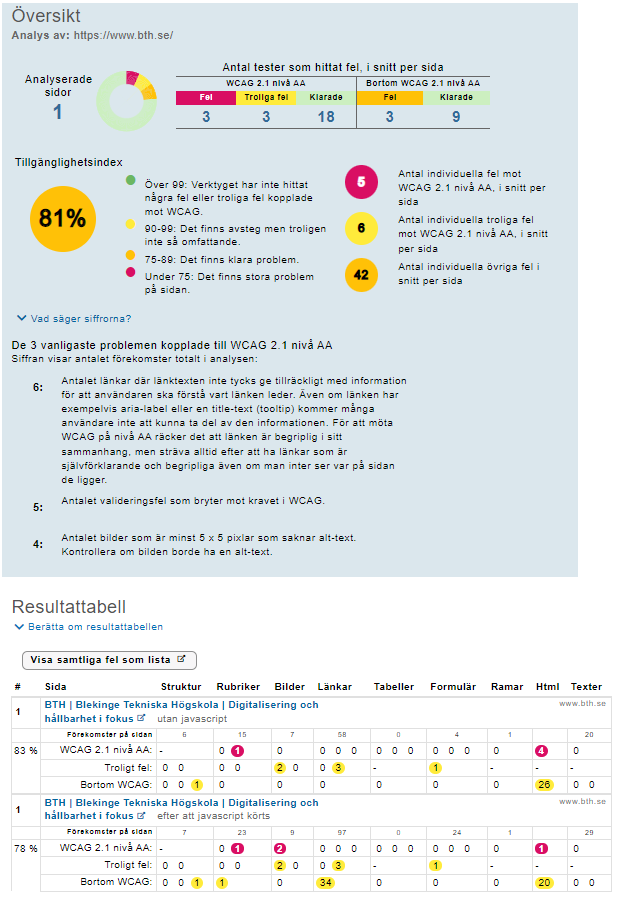 Översikt
Analys av: https://www.bth.se/
Antal tester som hittat fel, i snitt per sida
Analyserade sidor
1
WCAG 2.1 nivå AA Bortom WCAG 2.1 nivå AA
Fel Troliga fel Klarade Fel Klarade
3 3 18 3 9
Tillgänglighetsindex
81%
Över 99: Verktyget har inte hittat
några fel eller troliga fel kopplade
mot WCAG.
90-99: Det finns avsteg men troligen
inte så omfattande.
75-89: Det finns klara problem.
Under 75: Det finns stora problem
på sidan.
5 Antal individuella fel mot
WCAG 2.1 nivå AA, i snitt per
sida
6 Antal individuella troliga fel
mot WCAG 2.1 nivå AA, i snitt
per sida
42 Antal individuella övriga fel i
snitt per sida
Vad säger siffrorna?
De 3 vanligaste problemen kopplade till WCAG 2.1 nivå AA
Siffran visar antalet förekomster totalt i analysen:
6: Antalet länkar där länktexten inte tycks ge tillräckligt med information
för att användaren ska förstå vart länken leder. Även om länken har
exempelvis aria-label eller en title-text (tooltip) kommer många
användare inte att kunna ta del av den informationen. För att möta
WCAG på nivå AA räcker det att länken är begriplig i sitt
sammanhang, men sträva alltid efter att ha länkar som är
självförklarande och begripliga även om man inter ser var på sidan
de ligger.
5: Antalet valideringsfel som bryter mot kravet i WCAG.
4: Antalet bilder som är minst 5 x 5 pixlar som saknar alt-text.
Kontrollera om bilden borde ha en alt-text.
Resultattabell
Berätta om resultattabellen
Visa samtliga fel som lista
# Sida Struktur Rubriker Bilder Länkar Tabeller Formulär Ramar Html Texter
1 BTH | Blekinge Tekniska Högskola | Digitalisering och www.bth.se
hållbarhet i fokus utan javascript
Förekomster på sidan 6 15 7 58 0 4 1 20
83 % WCAG 2.1 nivå AA: - 0 1 0 0 0 0 0 0 0 0 0 0 0 4 0
Troligt fel: 0 0 0 0 2 0 0 3 - 1 - - -
Bortom WCAG: 0 0 1 0 0 0 0 0 0 26 0 0
1 BTH | Blekinge Tekniska Högskola | Digitalisering och www.bth.se
hållbarhet i fokus efter att javascript körts
Förekomster på sidan 7 23 9 97 0 24 1 29
78 % WCAG 2.1 nivå AA: - 0 1 2 0 0 0 0 0 0 0 0 0 0 1 0
Troligt fel: 0 0 0 0 2 0 0 3 - 1 - - -
Bortom WCAG: 0 0 1 1 0 34 0 0 0 20 0 0